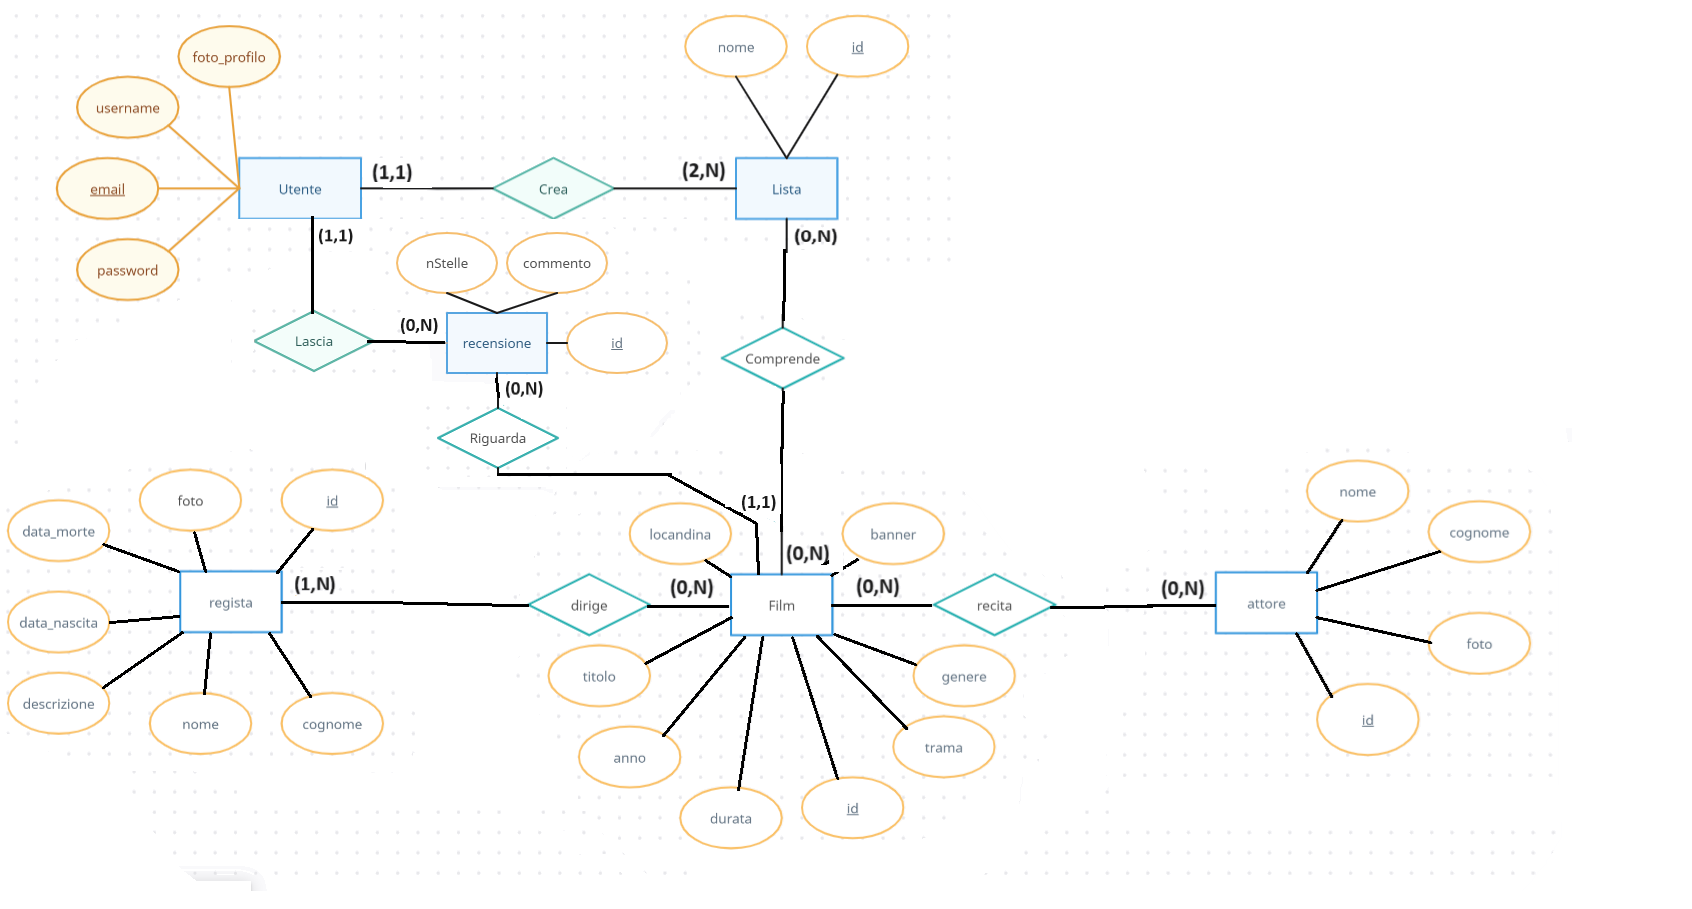 nome
id
foto_profilo
username
email
password
Utente
(1,1)
Crea
(2,N)
Lista
(1,1)
(0,N)
nStelle
commento
Lascia
(0,N)
recensione
id
(0,N)
Comprende
Riguarda
(1,1)
foto
id
data_morte
locandina
banner
nome
cognome
(0,N)
regista
(1,N)
dirige
(0,N)
Film
(0,N)
recita
(0,N)
attore
data_nascita
foto
descrizione
nome
cognome
titolo
genere
anno
trama
durata
id
id